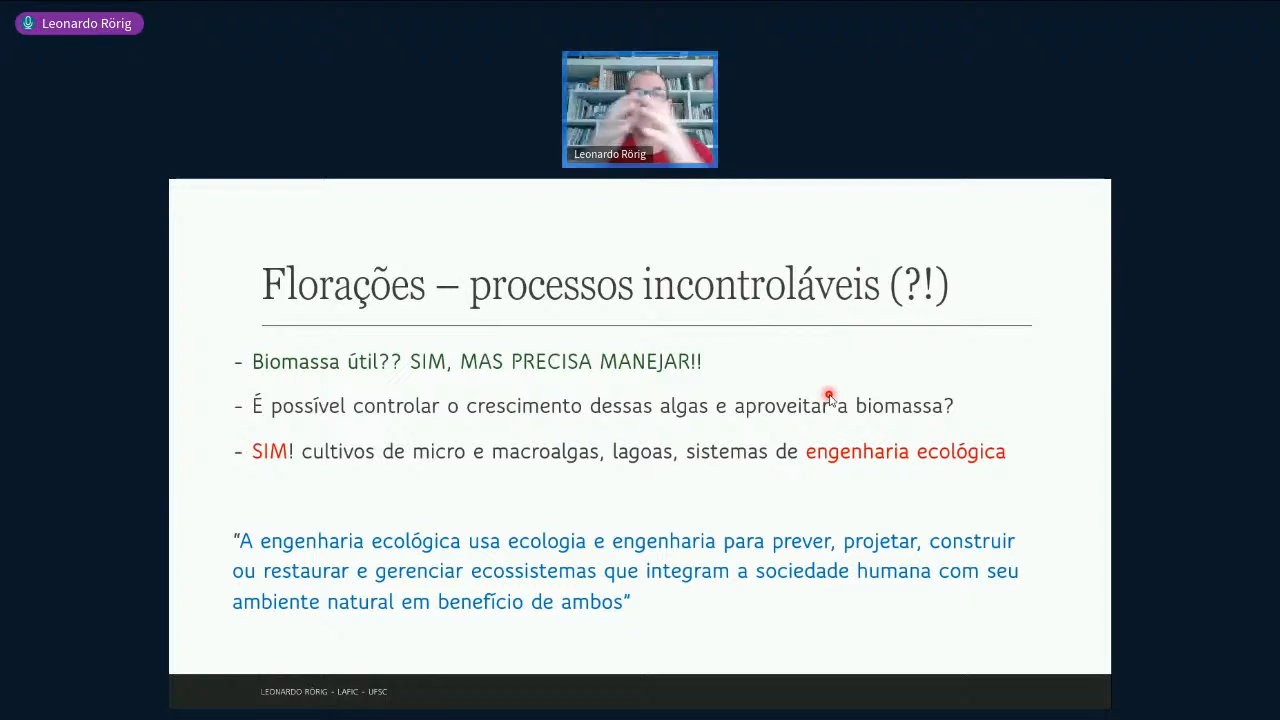 Leonardo Rörig
Leonardo Rörig
Florações – processos incontroláveis (?!)
- Biomassa útil?? SIM, MAS PRECISA MANEJAR!!
- É possível controlar o crescimento dessas algas e aproveitar a biomassa?
- SIM! cultivos de micro e macroalgas, lagoas, sistemas de engenharia ecológica
“A engenharia ecológica usa ecologia e engenharia para prever, projetar, construir
ou restaurar e gerenciar ecossistemas que integram a sociedade humana com seu
ambiente natural em benefício de ambos”
LEONARDO RÖRIG - LAFIC - UFSC